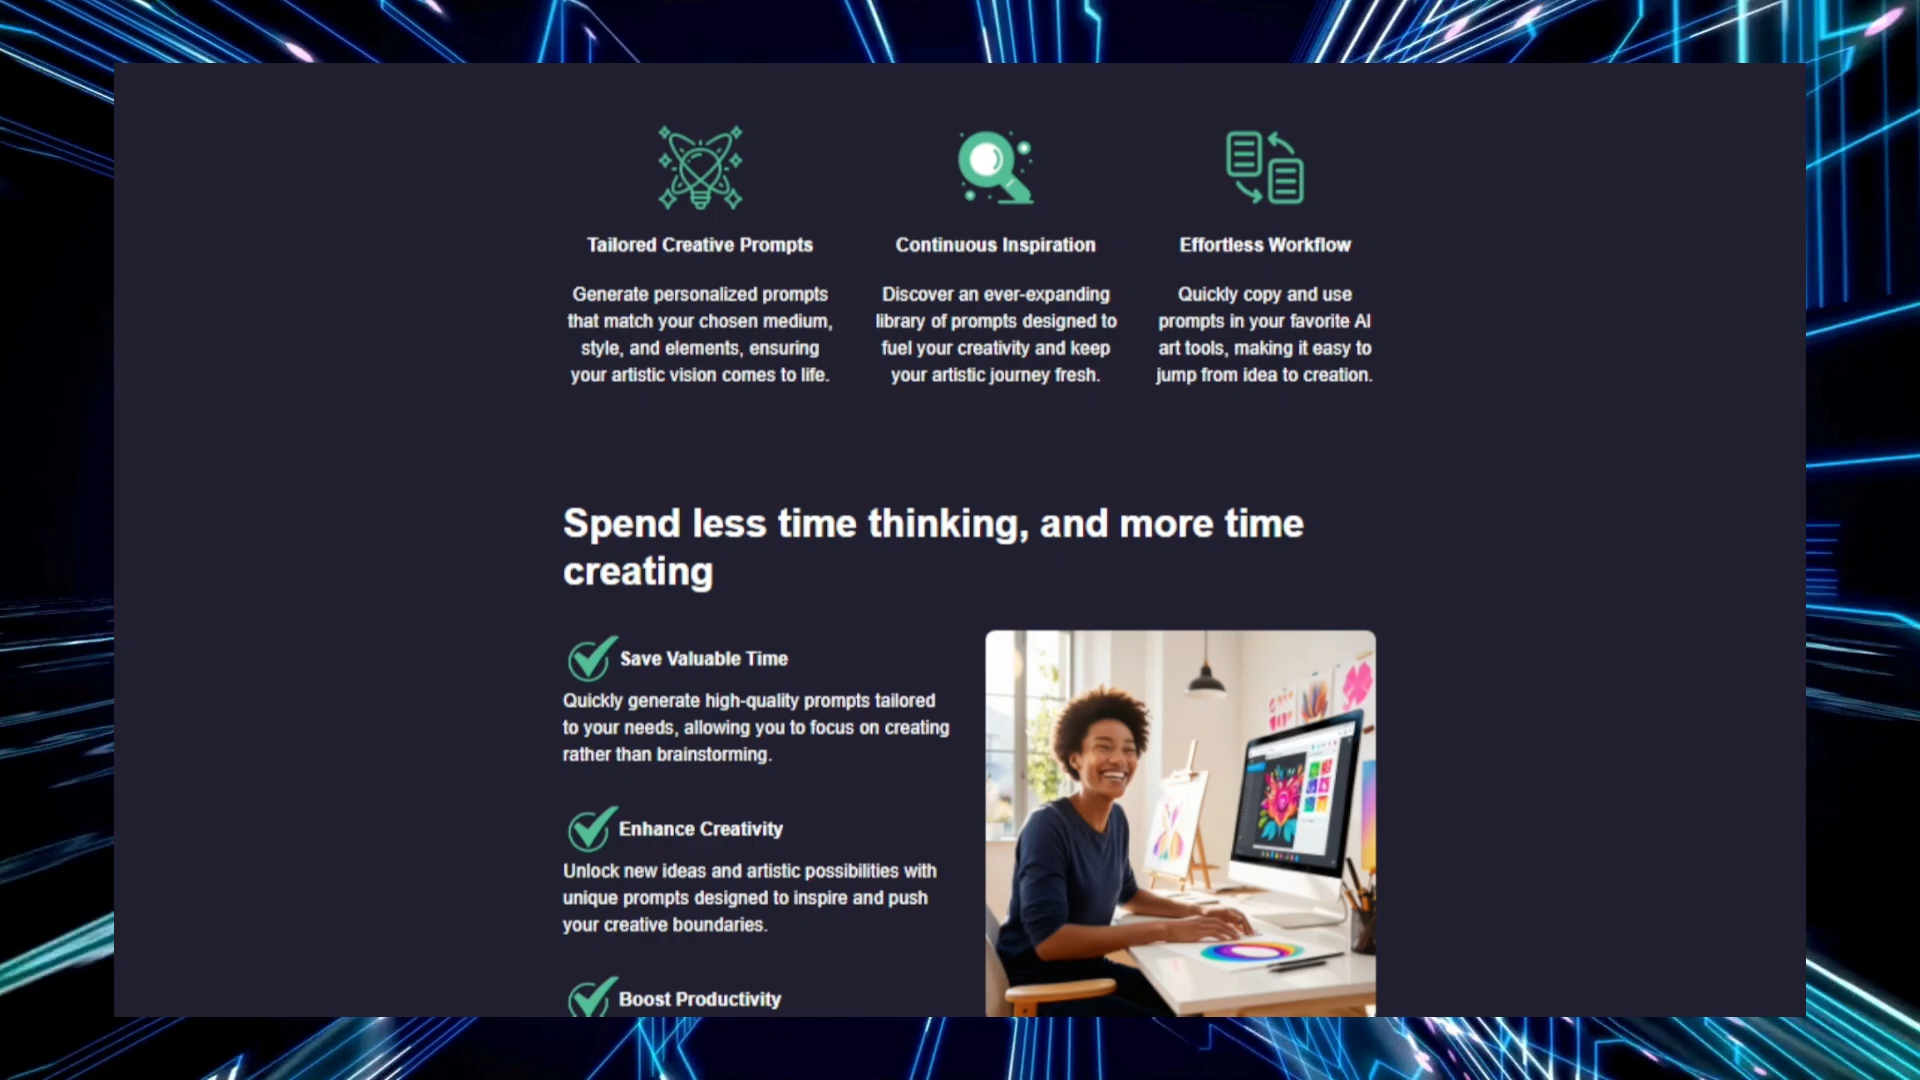 Tailored Creative Prompts
Generate personalized prompts
that match your chosen medium,
style, and elements, ensuring
your artistic vision comes to life.
Continuous Inspiration
Discover an ever-expanding
library of prompts designed to
fuel your creativity and keep
your artistic journey fresh.
Effortless Workflow
Quickly copy and use
prompts in your favorite AI
art tools, making it easy to
jump from idea to creation.
Spend less time thinking, and more time
creating
Save Valuable Time
Quickly generate high-quality prompts tailored
to your needs, allowing you to focus on creating
rather than brainstorming.
Enhance Creativity
Unlock new ideas and artistic possibilities with
unique prompts designed to inspire and push
your creative boundaries.
Boost Productivity